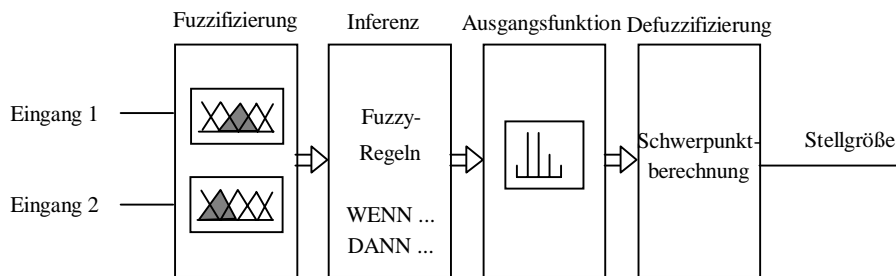 Fuzzifizierung
Inferenz
Ausgangsfunktion
Defuzzifizierung
Eingang 1
Eingang 2
Fuzzy-
Regeln
WENN ...
DANN ...
Schwerpunkt-
berechnung
Stellgröße